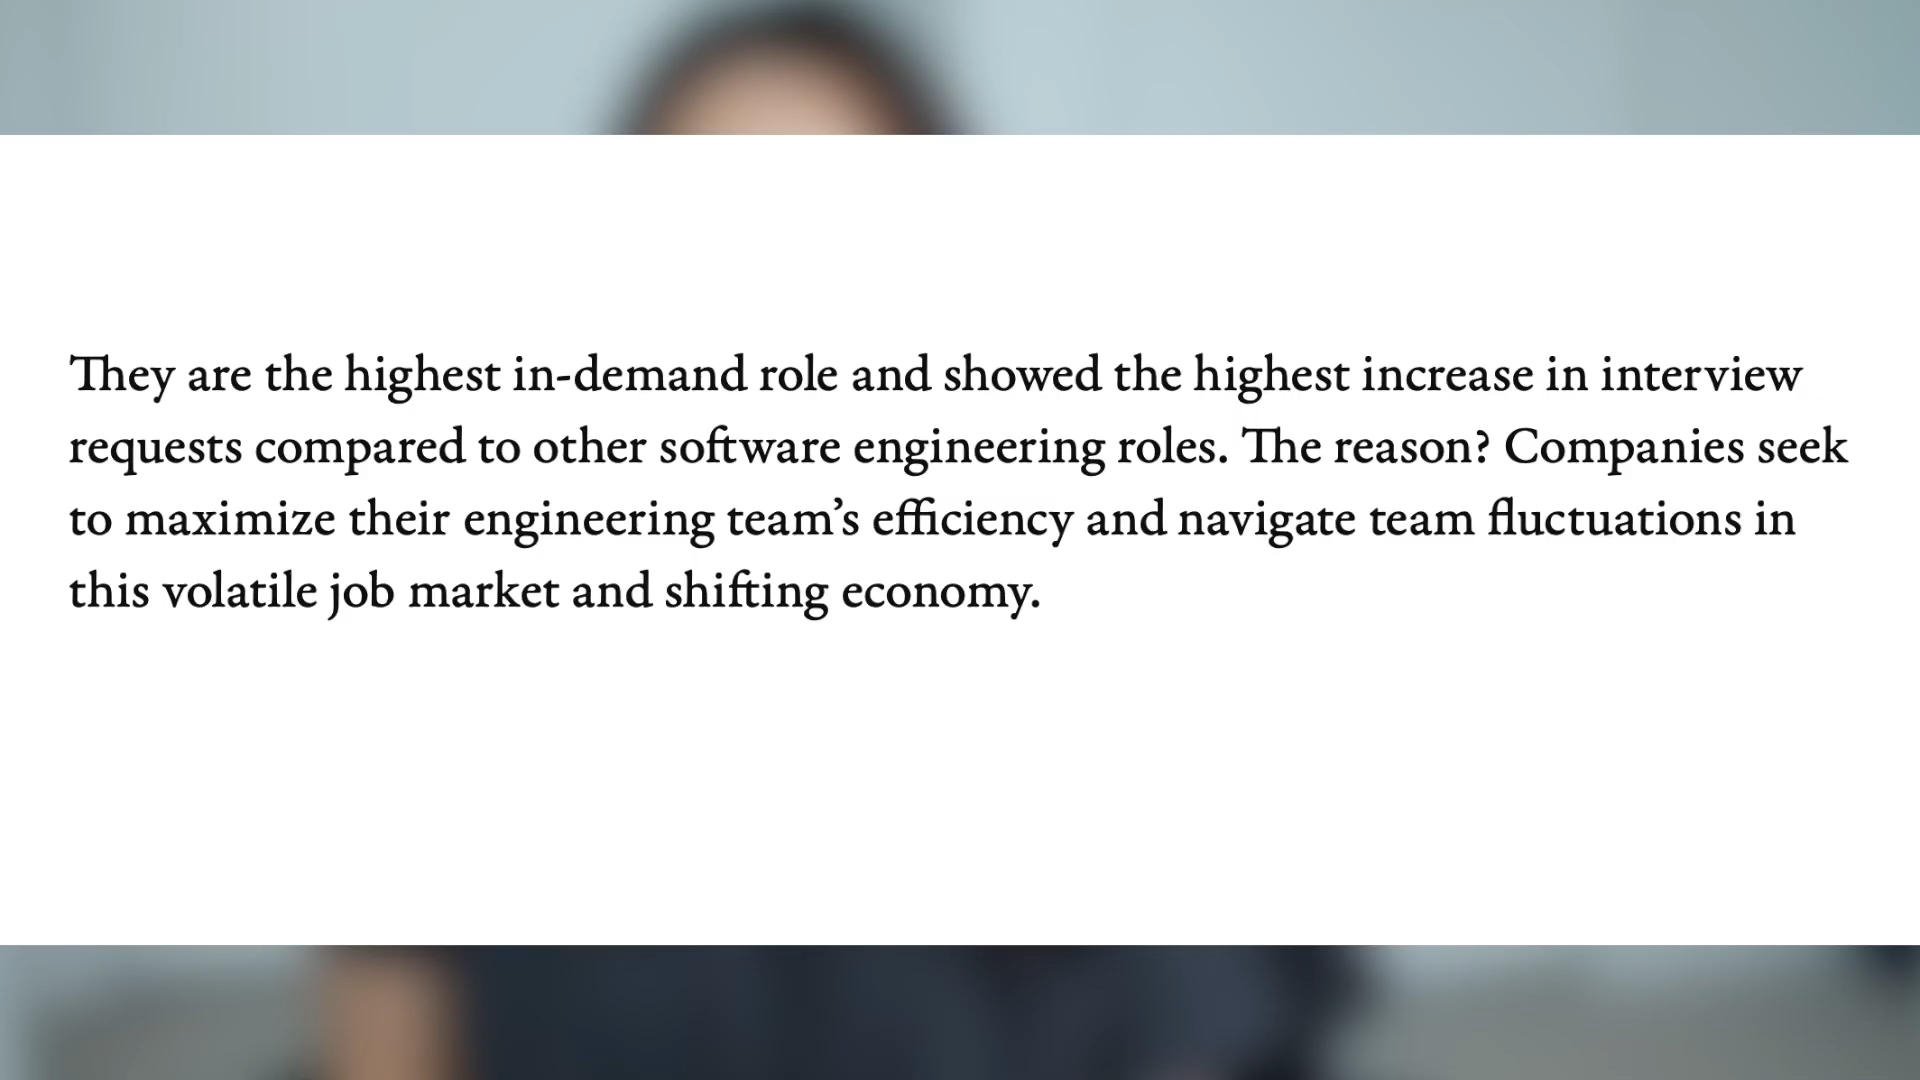 They are the highest in-demand role and showed the highest increase in interview
requests compared to other software engineering roles. The reason? Companies seek
to maximize their engineering team’s efficiency and navigate team fluctuations in
this volatile job market and shifting economy.